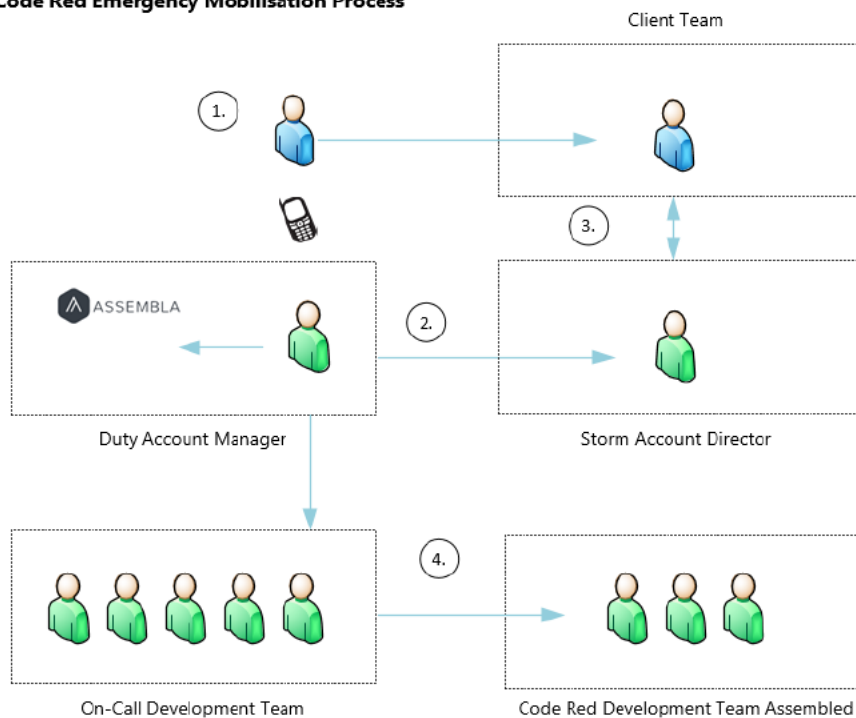 Code Red Emergency Mobilisation Process
Client Team
1.
3.
ASSEMBLA
2.
Duty Account Manager
Storm Account Director
4.
On-Call Development Team
Code Red Development Team Assembled